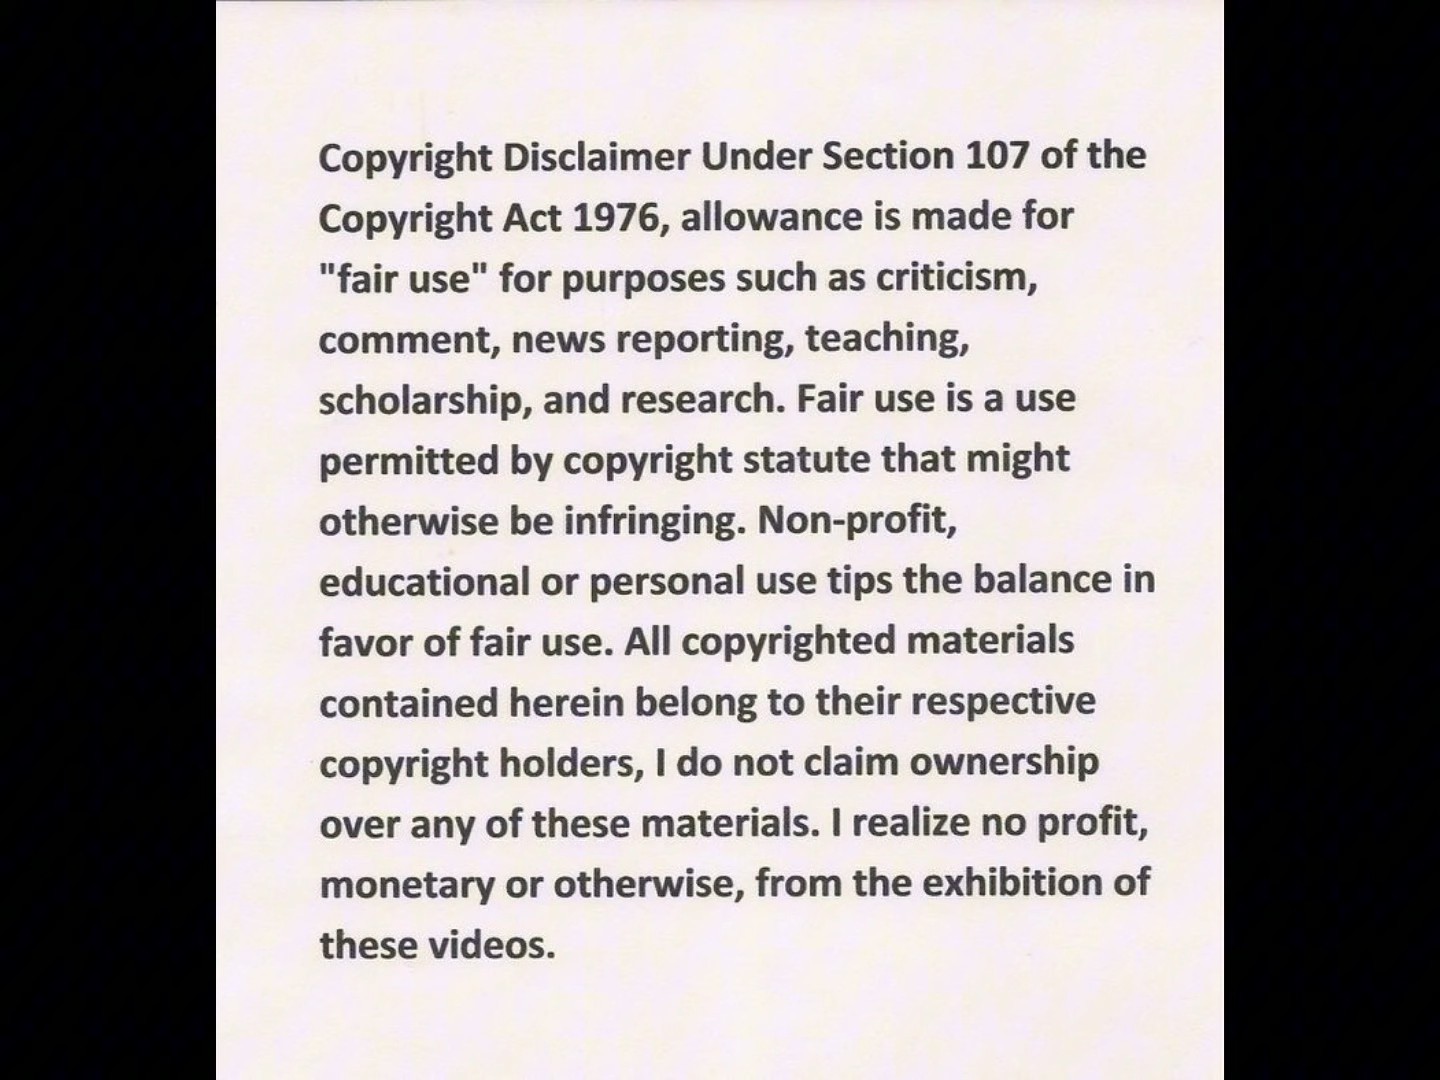 Copyright Disclaimer Under Section 107 of the
Copyright Act 1976, allowance is made for
"fair use" for purposes such as criticism,
comment, news reporting, teaching,
scholarship, and research. Fair use is a use
permitted by copyright statute that might
otherwise be infringing. Non-profit,
educational or personal use tips the balance in
favor of fair use. All copyrighted materials
contained herein belong to their respective
copyright holders, I do not claim ownership
over any of these materials. I realize no profit,
monetary or otherwise, from the exhibition of
these videos.